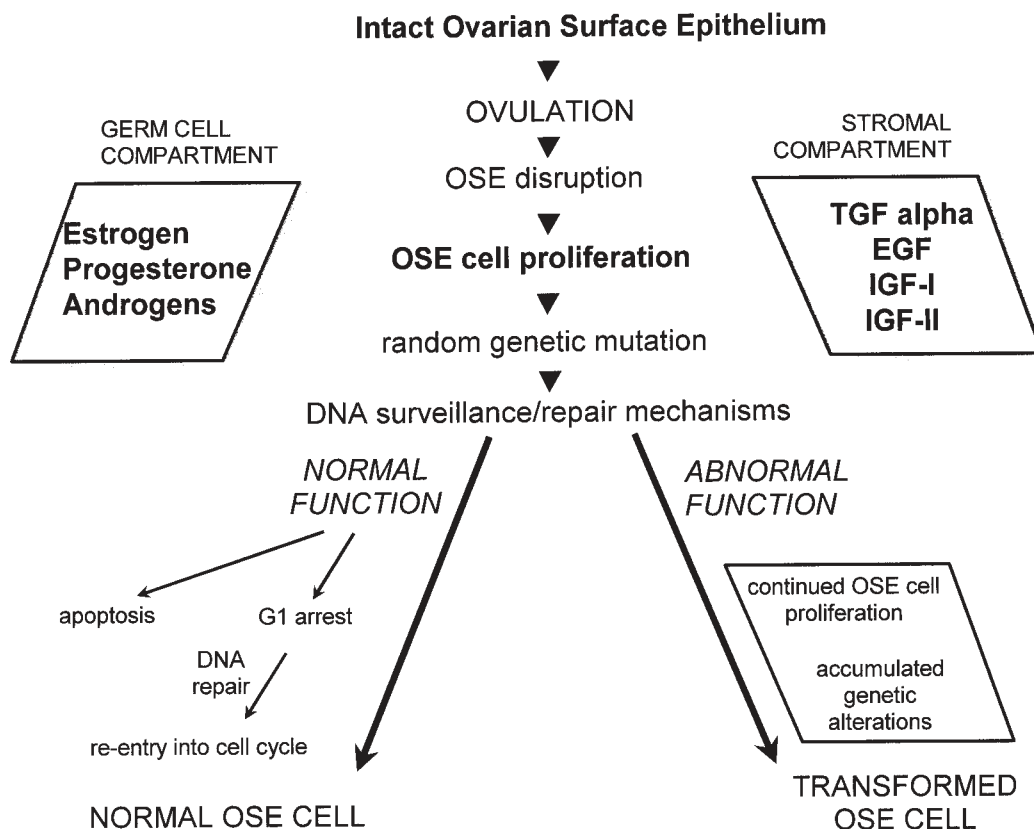 Intact Ovarian Surface Epithelium
OVULATION
GERM CELL
COMPARTMENT
STROMAL
COMPARTMENT
OSE disruption
Estrogen
Progesterone
Androgens
TGF alpha
EGF
IGF-I
IGF-II
OSE cell proliferation
random genetic mutation
DNA surveillance/repair mechanisms
NORMAL
FUNCTION
ABNORMAL
FUNCTION
apoptosis
G1 arrest
DNA
repair
re-entry into cell cycle
continued OSE cell
proliferation
accumulated
genetic
alterations
NORMAL OSE CELL
TRANSFORMED
OSE CELL